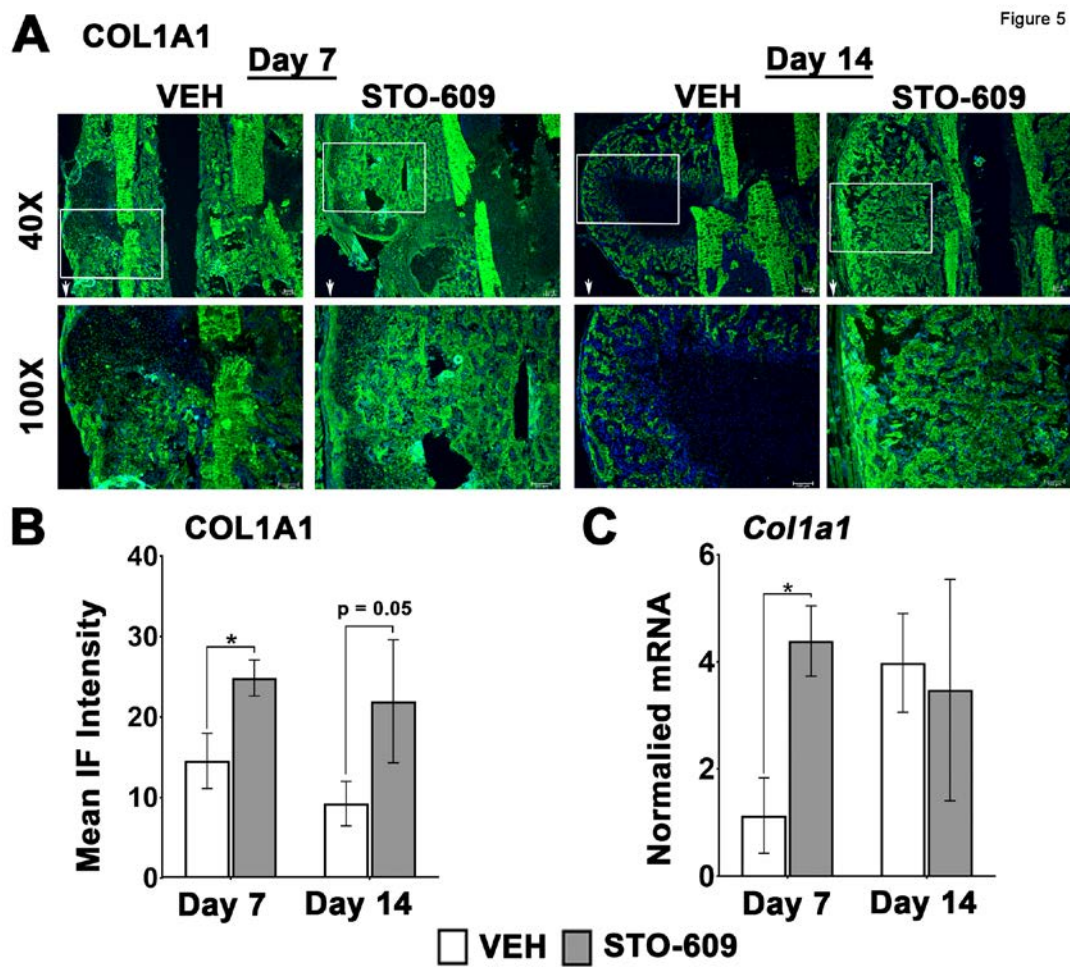 Figure 5
A COL1A1
Day 7 Day 14
VEH STO-609 VEH STO-609
40X
100X
B COL1A1
Mean IF Intensity
40
30
20
10
0
*
p = 0.05
Day 7 Day 14
C Col1a1
Normalied mRNA
6
4
2
0
*
Day 7 Day 14
VEH STO-609